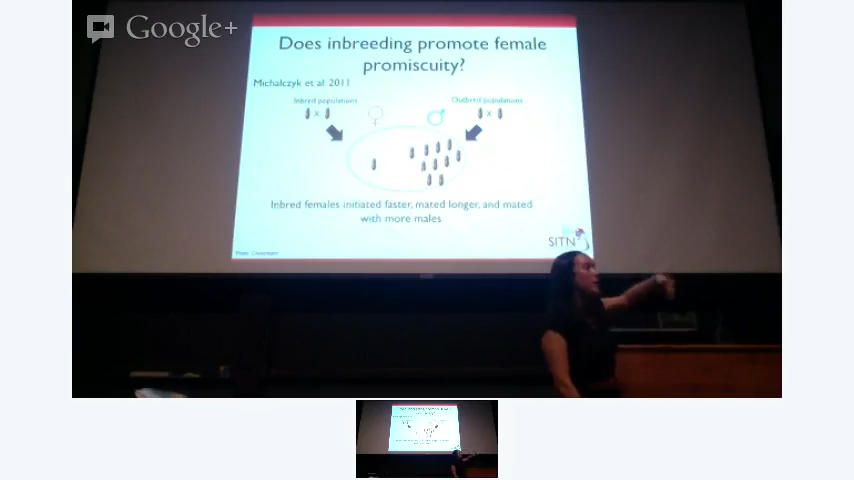 Google+
Does inbreeding promote female
promiscuity?
Michalczyk et al 2011
Inbred populations
Outbred populations
x
x
Inbred females initiated faster, mated longer, and mated
with more males
SITN